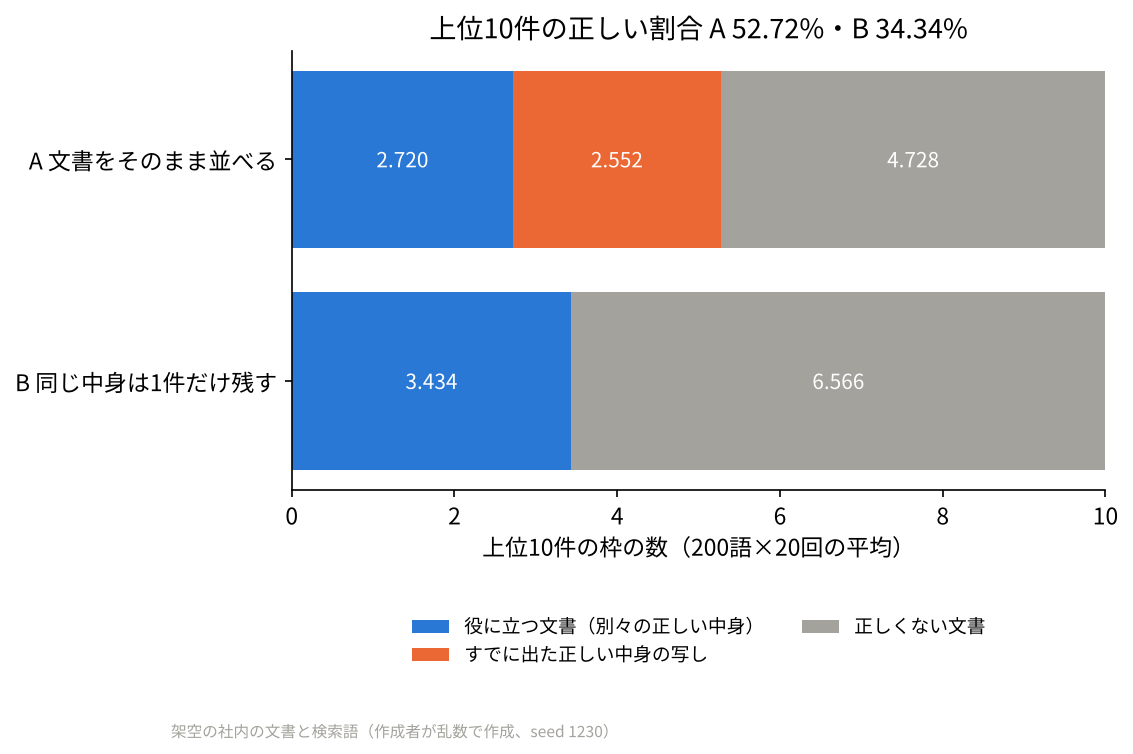 上位10件の正しい割合 A 52.72%・B 34.34%
A 文書をそのまま並べる
2.720
2.552
4.728
B 同じ中身は1件だけ残す
3.434
6.566
0 2 4 6 8 10
上位10件の枠の数（200語×20回の平均）
役に立つ文書（別々の正しい中身）
正しくない文書
すでに出た正しい中身の写し
架空の社内の文書と検索語（作成者が乱数で作成、seed 1230）